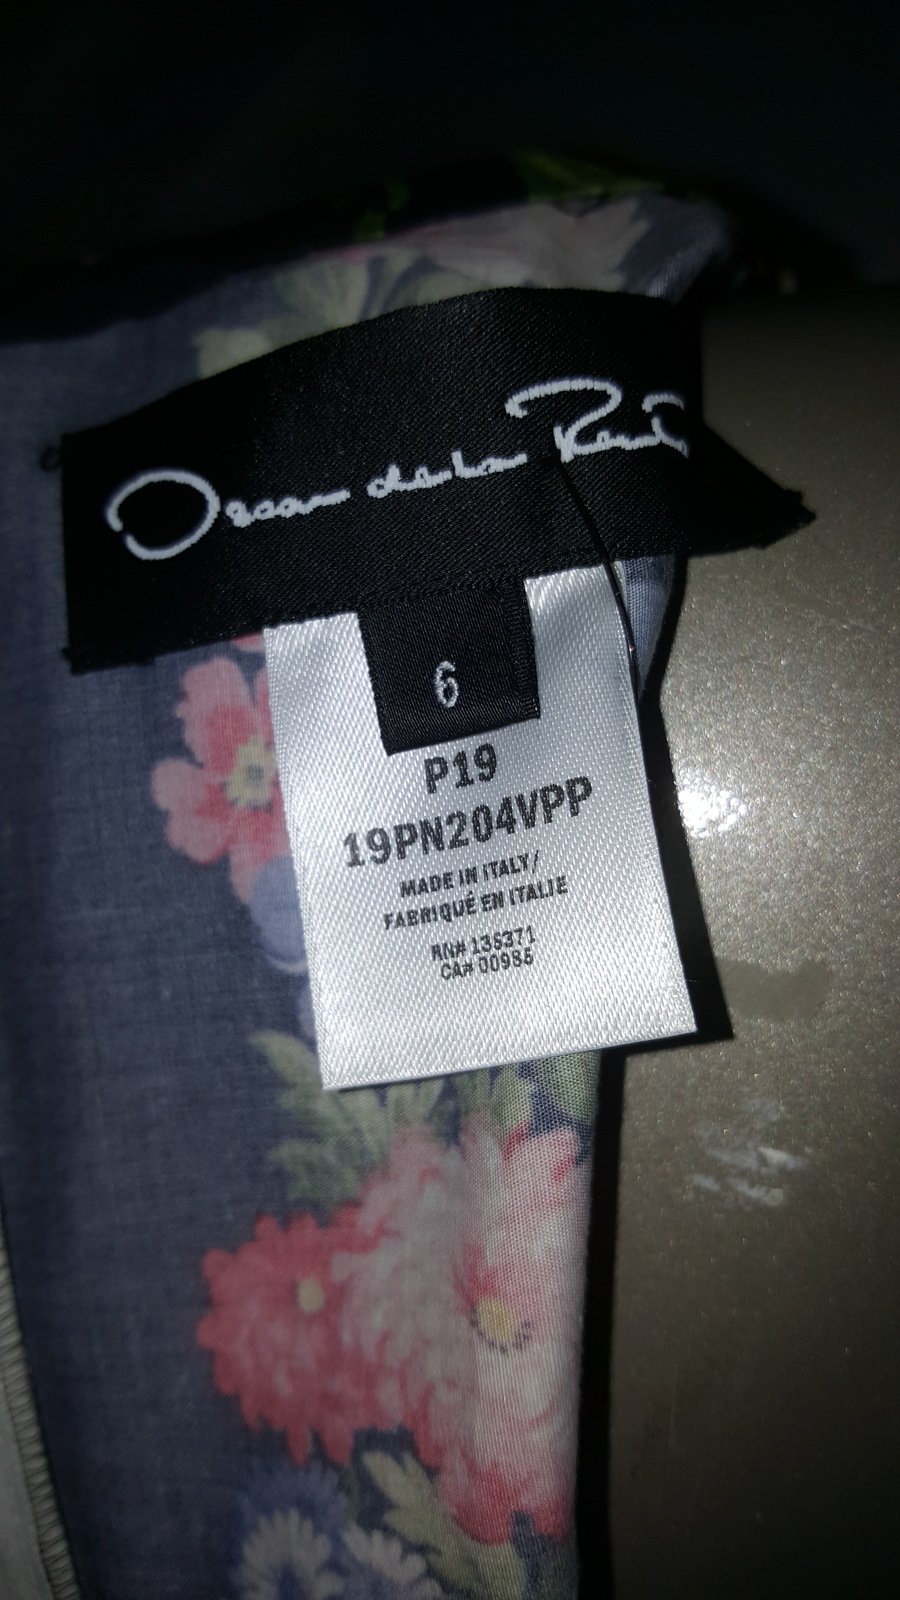 Oscar de la Renta
6
P19
19PN204VPP
MADE IN ITALY/
FABRIQUÉ EN ITALIE
RN# 135371
CA# 00985